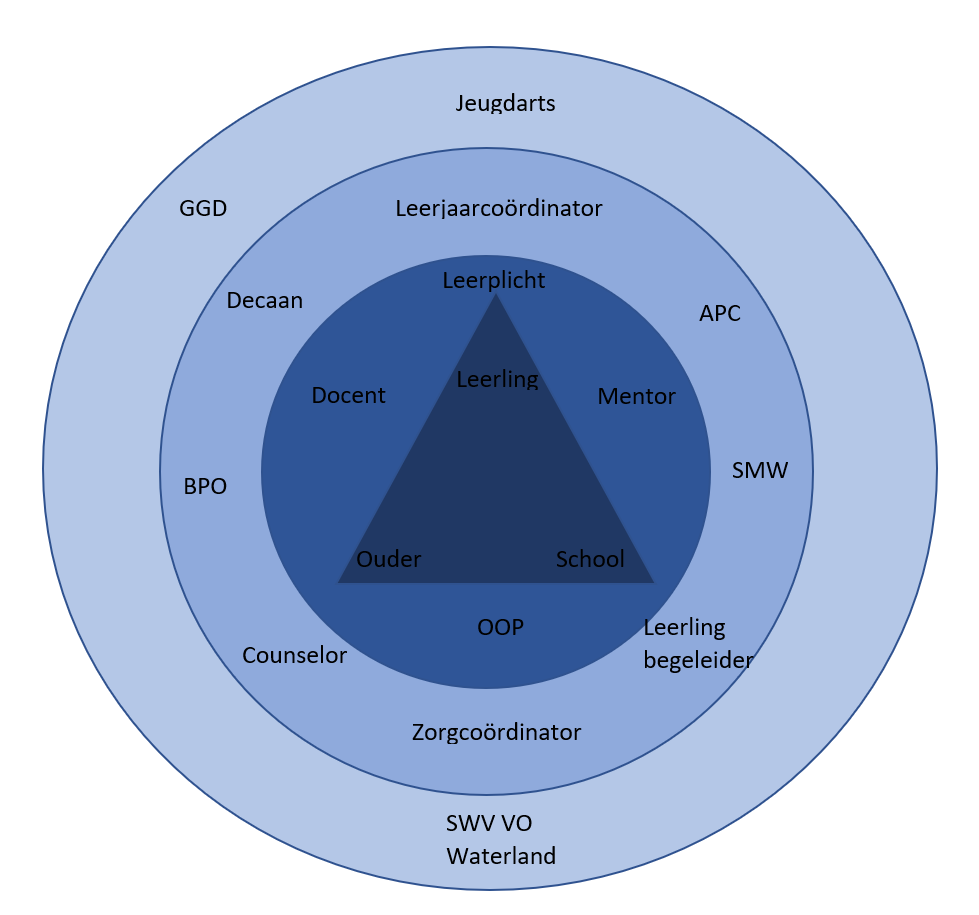 Jeugdarts
GGD
Leerjaarcoördinator
Leerplicht
Decaan
APC
Leerling
Docent
Mentor
SMW
BPO
Ouder
School
OOP
Leerling
begeleider
Counselor
Zorgcoördinator
SWV VO
Waterland